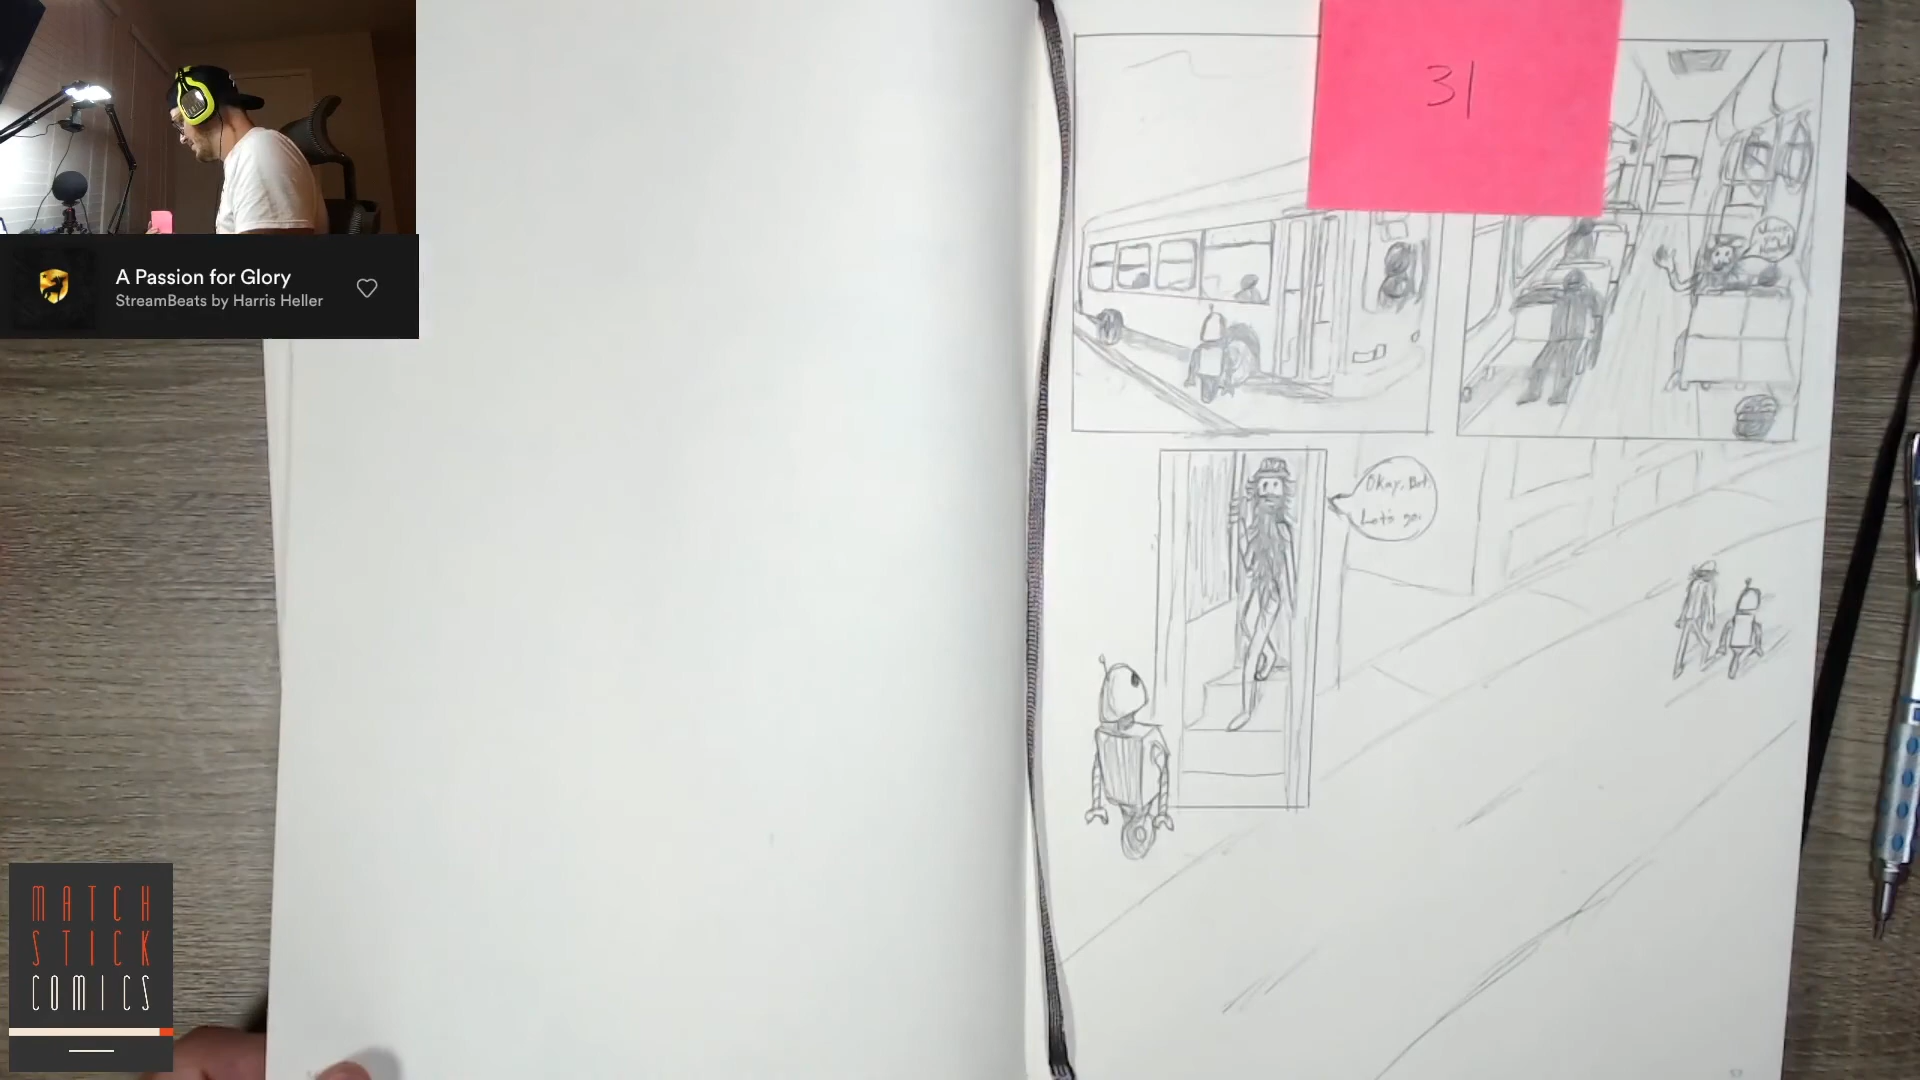 A Passion for Glory
StreamBeats by Harris Heller
31
Okay, Bot.
Let's go.
MATCH
STICK
COMICS